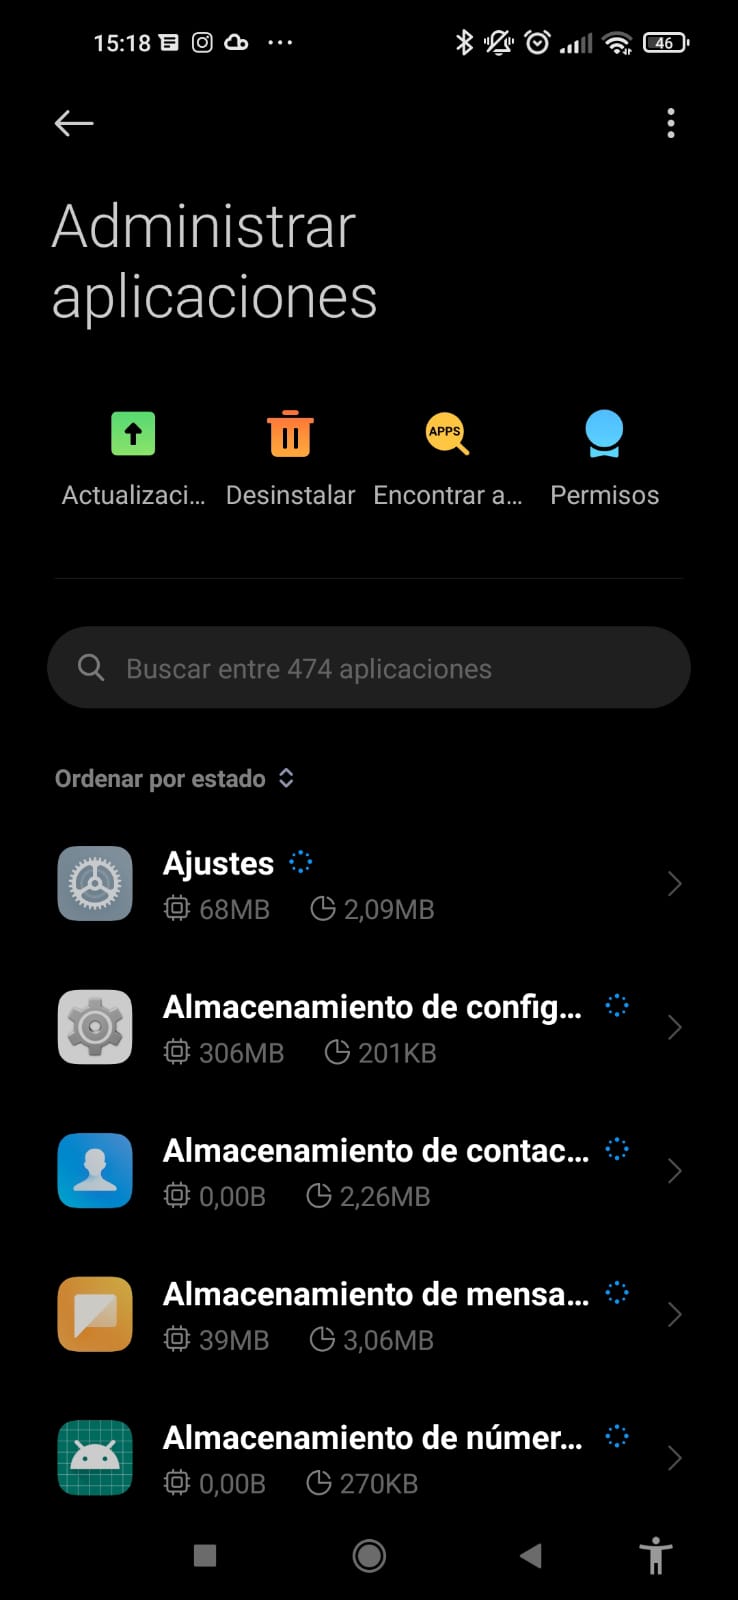 15:18
46
Administrar
aplicaciones
APPS
Actualizaci... Desinstalar Encontrar a... Permisos
Buscar entre 474 aplicaciones
Ordenar por estado
Ajustes
68MB 2,09MB
Almacenamiento de config...
306MB 201KB
Almacenamiento de contac...
0,00B 2,26MB
Almacenamiento de mensa...
39MB 3,06MB
Almacenamiento de númer...
0,00B 270KB